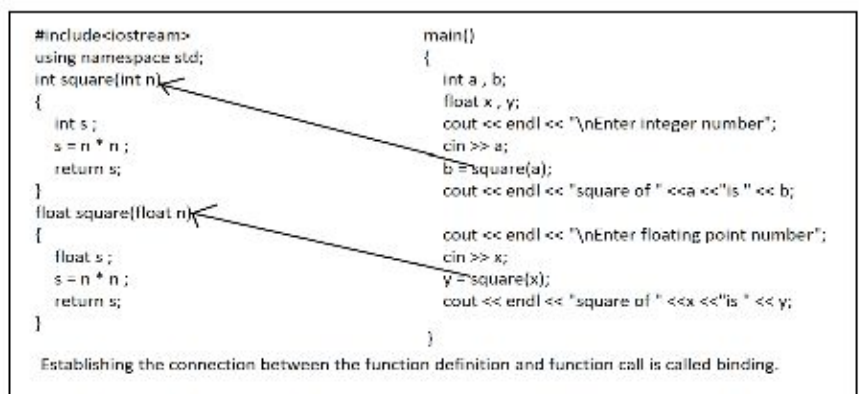 #include<iostream>
using namespace std;
int square(int n)
{
int s ;
s = n * n ;
return s;
}
float square(float n)
{
float s ;
s = n * n ;
return s;
}
main()
{
int a , b;
float x , y;
cout << endl << "\nEnter integer number";
cin >> a;
b = square(a);
cout << endl << "square of " <<a <<"is " << b;
cout << endl << "\nEnter floating point number";
cin >> x;
y = square(x);
cout << endl << "square of " <<x <<"is " << y;
}
Establishing the connection between the function definition and function call is called binding.